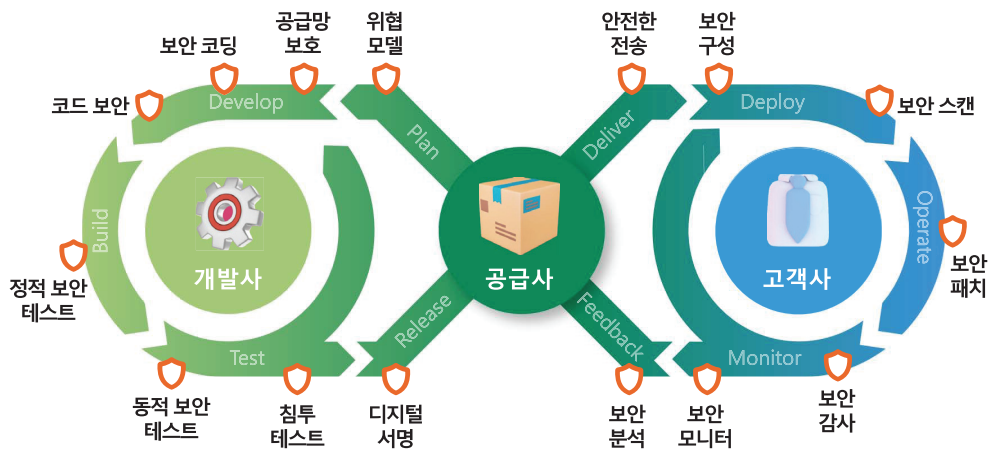 보안 코딩
공급망
보호
위협
모델
안전한
전송
보안
구성
코드 보안
Develop
Plan
Deliver
Deploy
보안 스캔
Build
개발사
공급사
고객사
Operate
정적 보안
테스트
보안
패치
Test
Release
Feedback
Monitor
동적 보안
테스트
침투
테스트
디지털
서명
보안
분석
보안
모니터
보안
감사